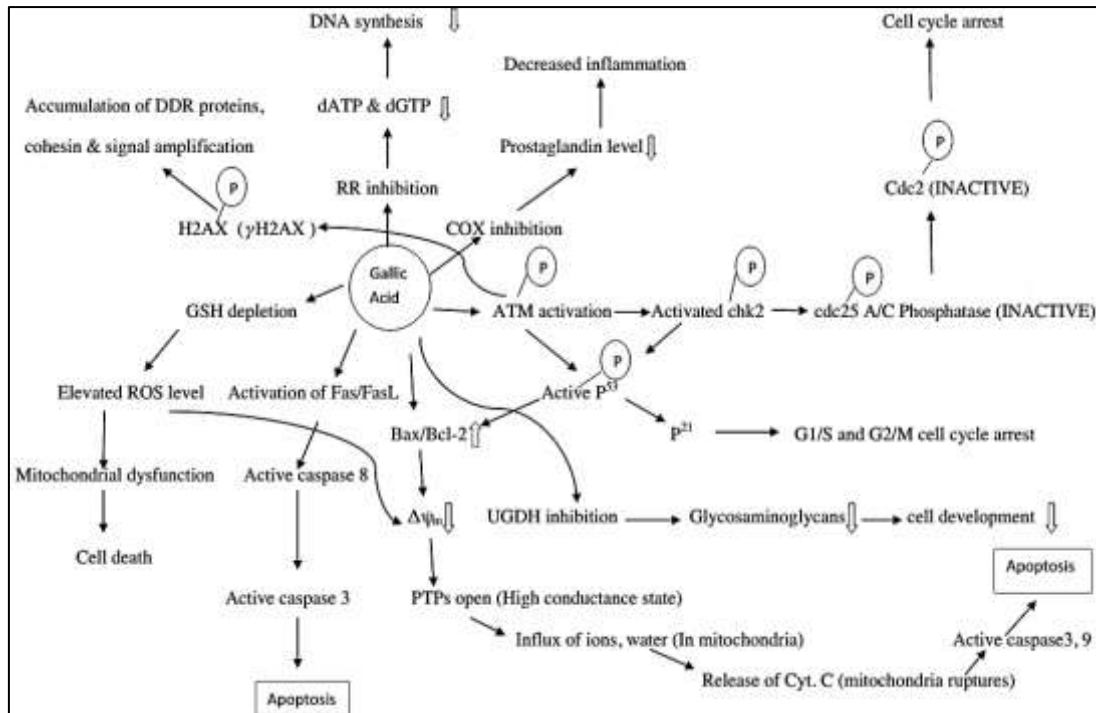 DNA synthesis
Cell cycle arrest
Decreased inflammation
Accumulation of DDR proteins,
dATP & dGTP
cohesin & signal amplification
Prostaglandin level
P
P
RR inhibition
Cdc2 (INACTIVE)
H2AX (γH2AX )
COX inhibition
Gallic
Acid
P
P
P
GSH depletion
ATM activation
Activated chk2
cdc25 A/C Phosphatase (INACTIVE)
P
Elevated ROS level
Activation of Fas/FasL
Active P53
Bax/Bcl-2
P21
G1/S and G2/M cell cycle arrest
Mitochondrial dysfunction
Active caspase 8
Δψm
UGDH inhibition
Glycosaminoglycans
cell development
Cell death
Apoptosis
Active caspase 3
PTPs open (High conductance state)
Influx of ions, water (In mitochondria)
Active caspase3, 9
Release of Cyt. C (mitochondria ruptures)
Apoptosis